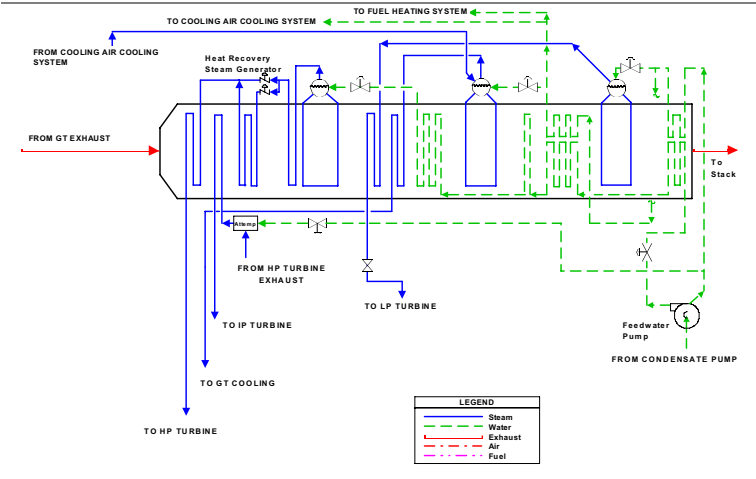 TO FUEL HEATING SYSTEM
TO COOLING AIR COOLING SYSTEM
FROM COOLING AIR COOLING
SYSTEM
Heat Recovery
Steam Generator
FROM GT EXHAUST
To
Stack
Attemp
FROM HP TURBINE
EXHAUST
TO LP TURBINE
TO IP TURBINE
Feedwater
Pump
FROM CONDENSATE PUMP
TO GT COOLING
TO HP TURBINE
LEGEND
Steam
Water
Exhaust
Air
Fuel